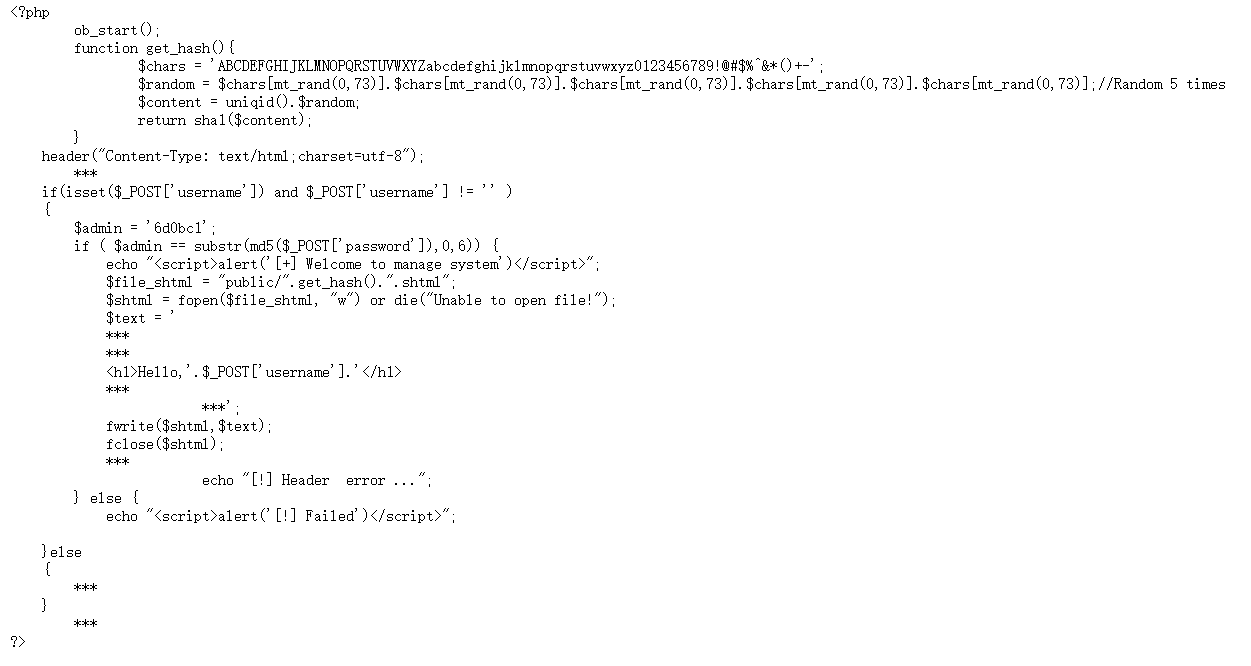 <?php
ob_start();
function get_hash(){
$chars = 'ABCDEFGHIJKLMNOPQRSTUVWXYZabcdefghijklmnopqrstuvwxyz0123456789!@#$%^&*()+-';
$random = $chars[mt_rand(0,73)].$chars[mt_rand(0,73)].$chars[mt_rand(0,73)].$chars[mt_rand(0,73)].$chars[mt_rand(0,73)];//Random 5 times
$content = uniqid().$random;
return sha1($content);
}
header("Content-Type: text/html;charset=utf-8");
***
if(isset($_POST['username']) and $_POST['username'] != '' )
{
$admin = '6d0bc1';
if ( $admin == substr(md5($_POST['password']),0,6)) {
echo "<script>alert('[+] Welcome to manage system')</script>";
$file_shtml = "public/".get_hash().".shtml";
$shtml = fopen($file_shtml, "w") or die("Unable to open file!");
$text = '
***
***
<h1>Hello,'.$_POST['username'].'</h1>
***
***';
fwrite($shtml,$text);
fclose($shtml);
***
echo "[!] Header  error ...";
} else {
echo "<script>alert('[!] Failed')</script>";
}else
{
***
}
***
?>